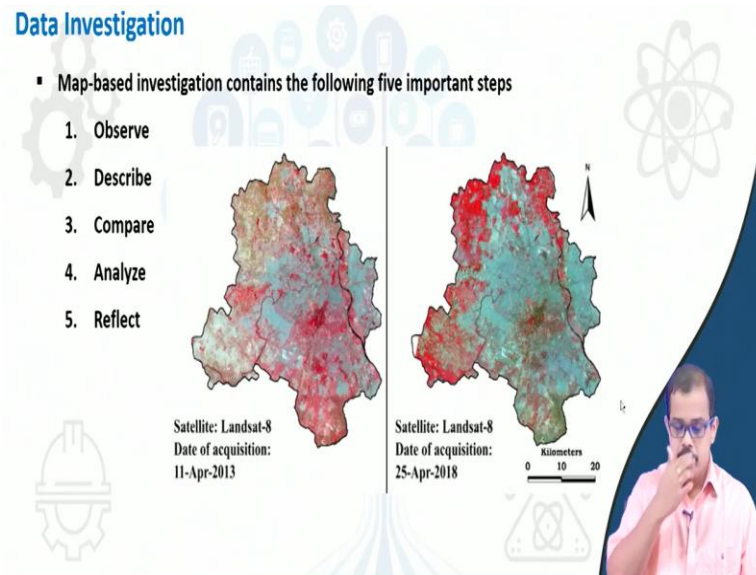 Data Investigation
▪ Map-based investigation contains the following five important steps
1. Observe
2. Describe
3. Compare
4. Analyze
5. Reflect
N
Satellite: Landsat-8
Date of acquisition:
11-Apr-2013
Satellite: Landsat-8
Date of acquisition:
25-Apr-2018
Kilometers
0 10 20